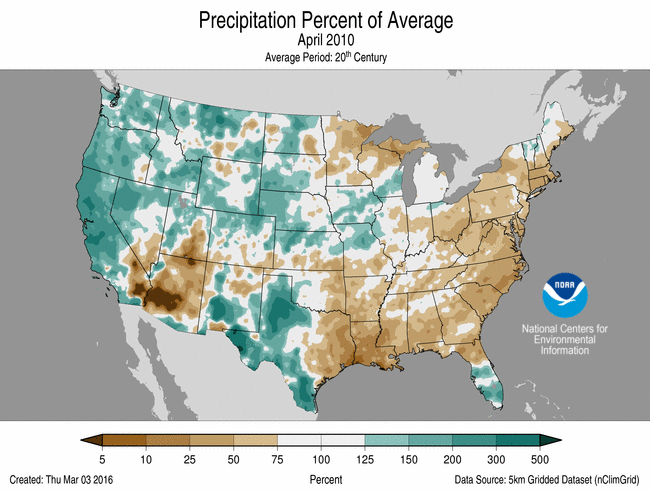 Precipitation Percent of Average
April 2010
Average Period: 20th Century
NOAA
National Centers for
Environmental
Information
5 10 25 50 75 100 125 150 200 300 500
Created: Thu Mar 03 2016 Percent Data Source: 5km Gridded Dataset (nClimGrid)